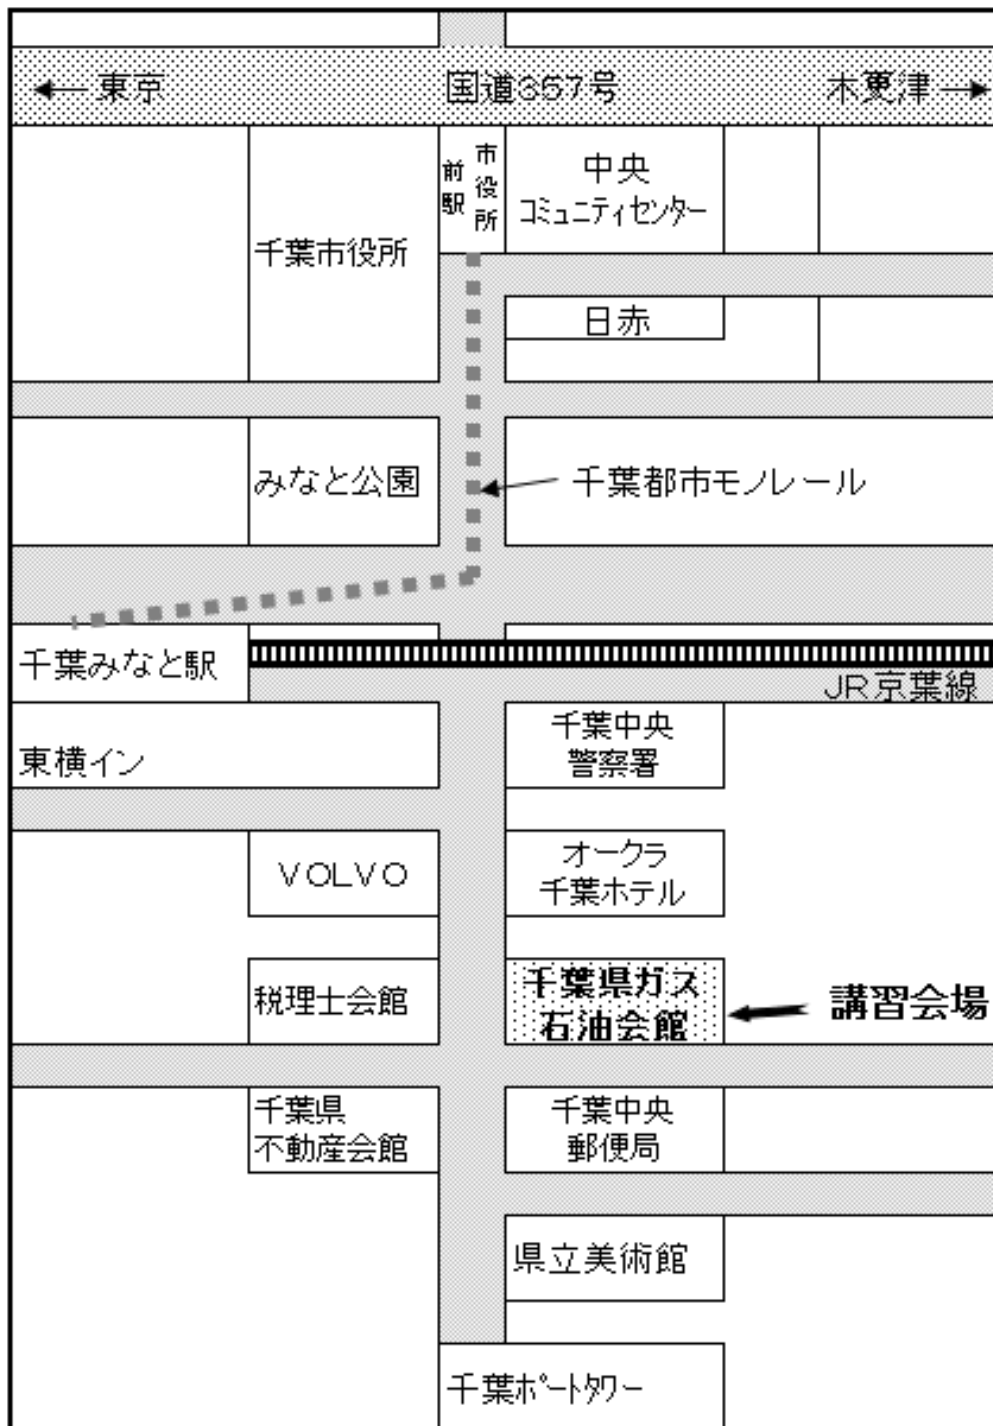 ← 東京
国道357号
木更津 →
市役所
前駅
中央
コミュニティセンター
千葉市役所
日赤
みなと公園
千葉都市モノレール
千葉みなと駅
JR京葉線
東横イン
千葉中央
警察署
VOLVO
オークラ
千葉ホテル
税理士会館
千葉県ガス
石油会館
講習会場
千葉県
不動産会館
千葉中央
郵便局
県立美術館
千葉ポートタワー